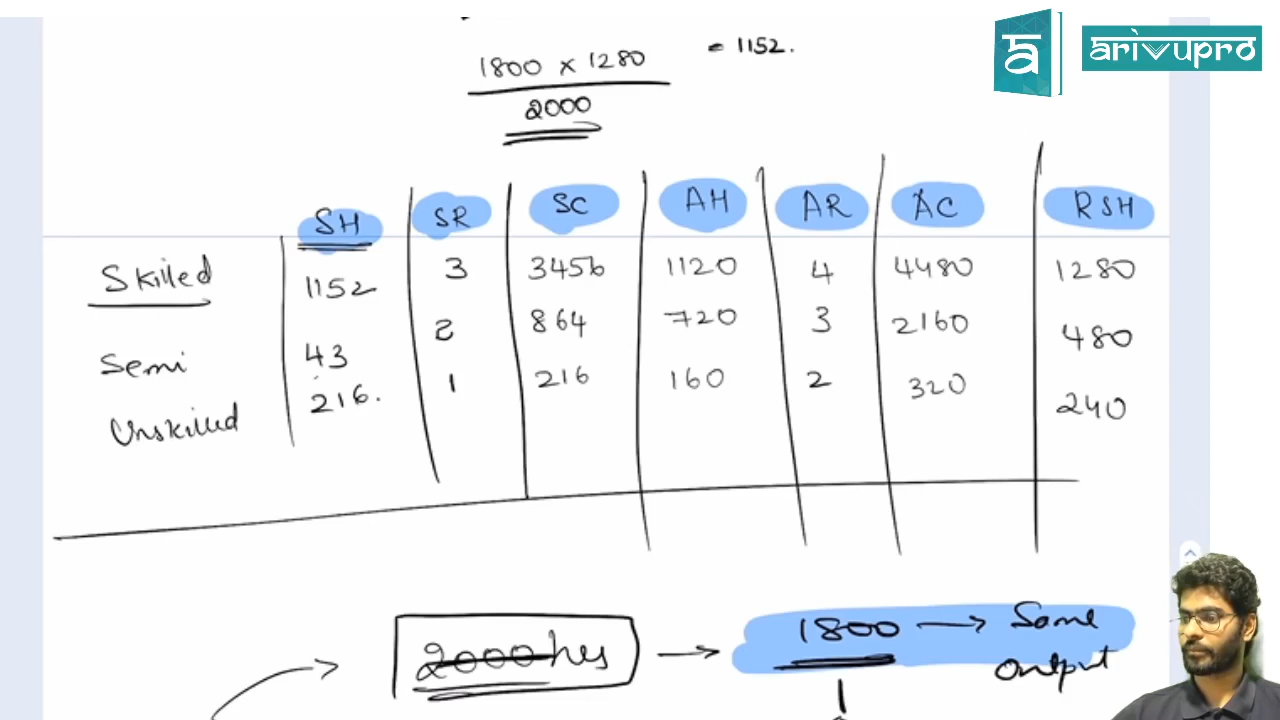 1800 x 1280 = 1152.
2000
ā arivupro
SH SR SC AH AR AC RSH
Skilled 1152 3 3456 1120 4 4480 1280
Semi 43 2 864 720 3 2160 480
Unskilled 216. 1 216 160 2 320 240
2000 hrs → 1800 → Same
output